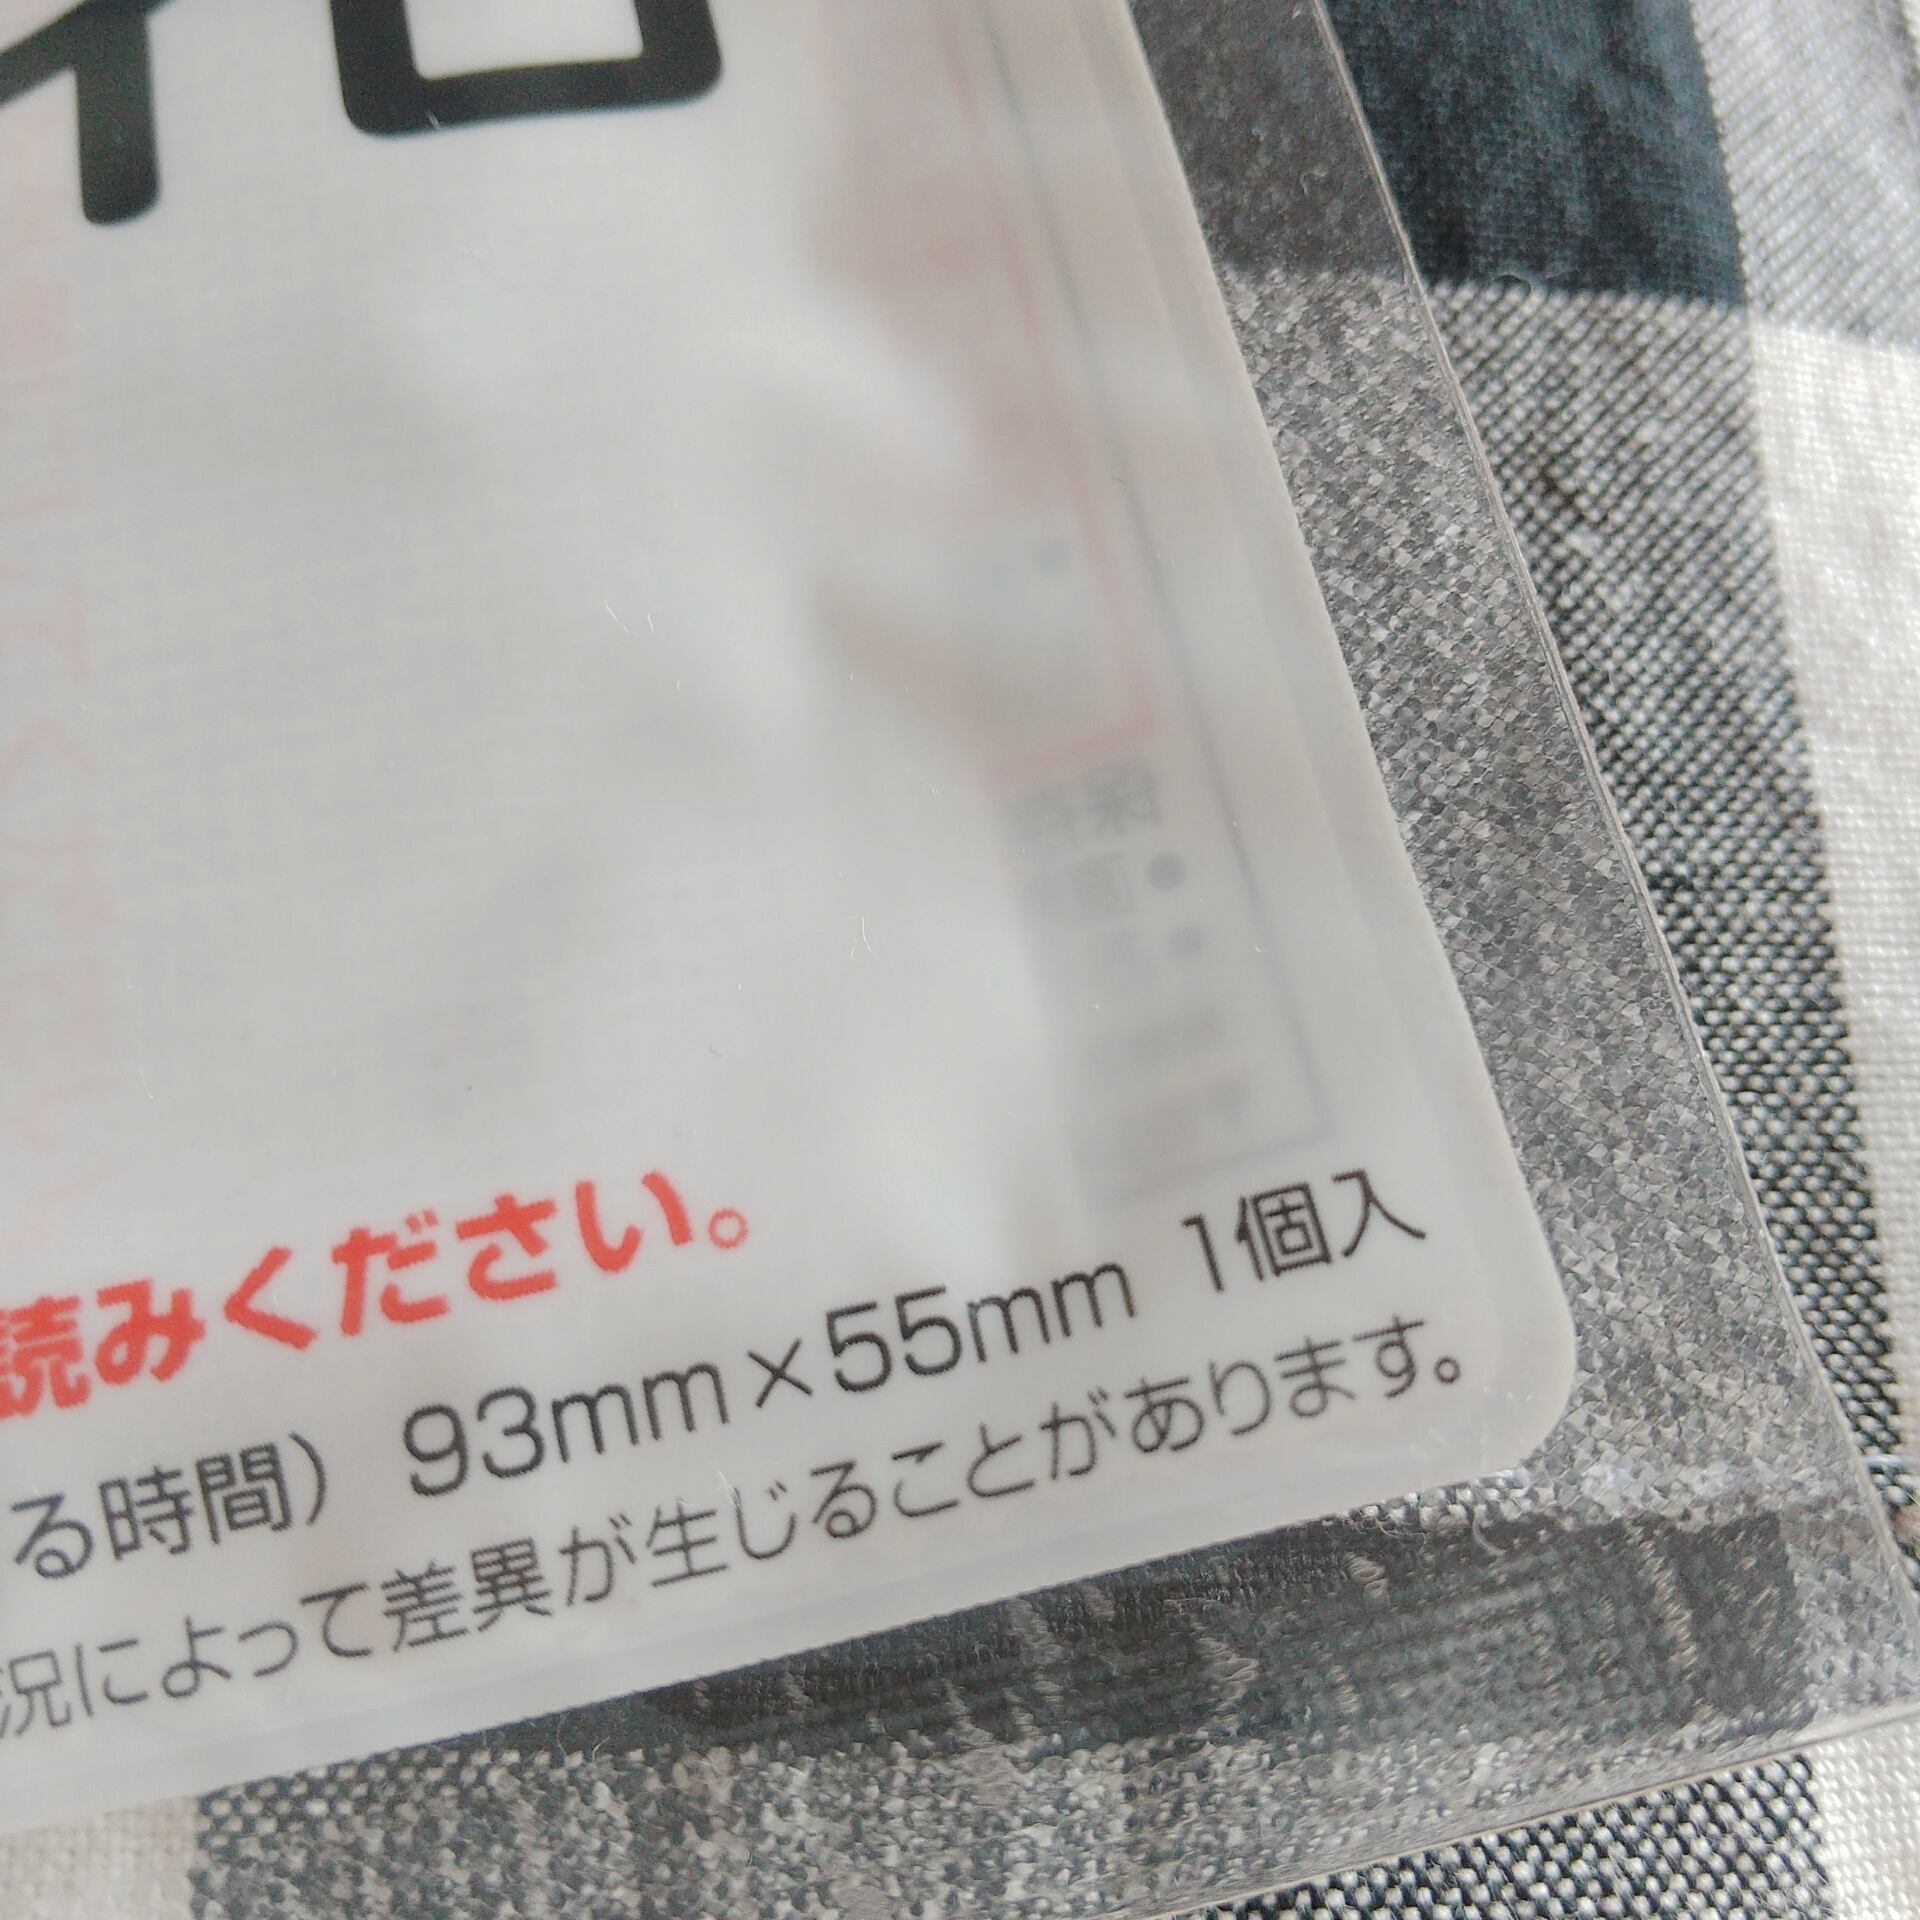 イロ
読みください。
る時間） 93mm×55mm 1個入
況によって差異が生じることがあります。